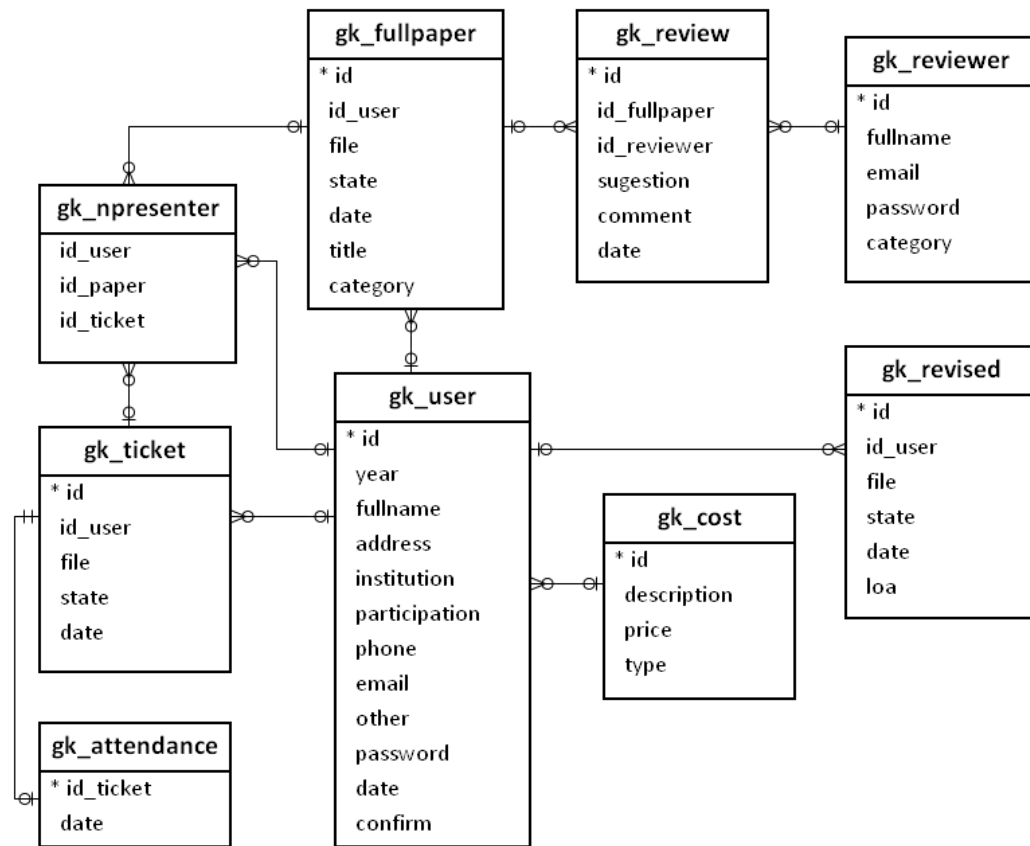 gk_fullpaper
* id
id_user
file
state
date
title
category
gk_review
* id
id_fullpaper
id_reviewer
sugestion
comment
date
gk_reviewer
* id
fullname
email
password
category
gk_npresenter
id_user
id_paper
id_ticket
gk_user
* id
year
fullname
address
institution
participation
phone
email
other
password
date
confirm
gk_revised
* id
id_user
file
state
date
loa
gk_ticket
* id
id_user
file
state
date
gk_cost
* id
description
price
type
gk_attendance
* id_ticket
date